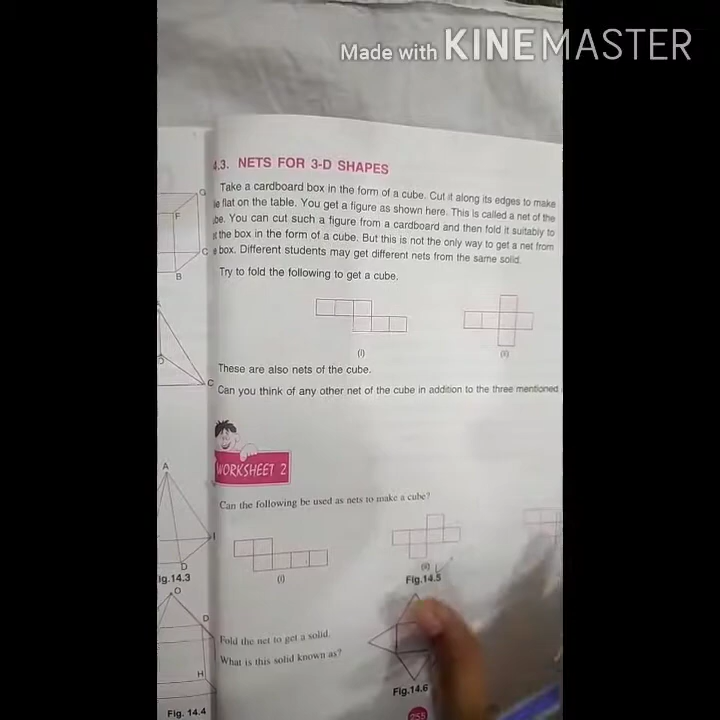 Made with KINEMASTER
4.3. NETS FOR 3-D SHAPES
Take a cardboard box in the form of a cube. Cut it along its edges to make
flat on the table. You get a figure as shown here. This is called a net of the
You can cut such a figure from a cardboard and then fold it suitably to
the box in the form of a cube. But this is not the only way to get a net from
box. Different students may get different nets from the same solid.
Try to fold the following to get a cube.
(i)
(ii)
These are also nets of the cube.
Can you think of any other net of the cube in addition to the three mentioned
WORKSHEET 2
Can the following be used as nets to make a cube?
(i)
(ii)
Fig.14.5
Fold the net to get a solid.
What is this solid known as?
Fig.14.6
255
G
F
C
B
D
C
A
D
ig.14.3
O
D
H
Fig. 14.4